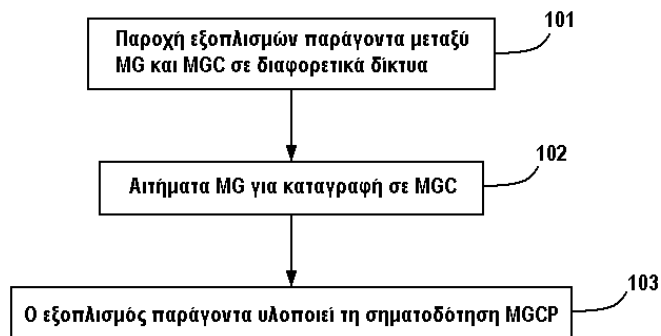 101
Παροχή εξοπλισμών παράγοντα μεταξύ
MG και MGC σε διαφορετικά δίκτυα
102
Αιτήματα MG για καταγραφή σε MGC
103
Ο εξοπλισμός παράγοντα υλοποιεί τη σηματοδότηση MGCP